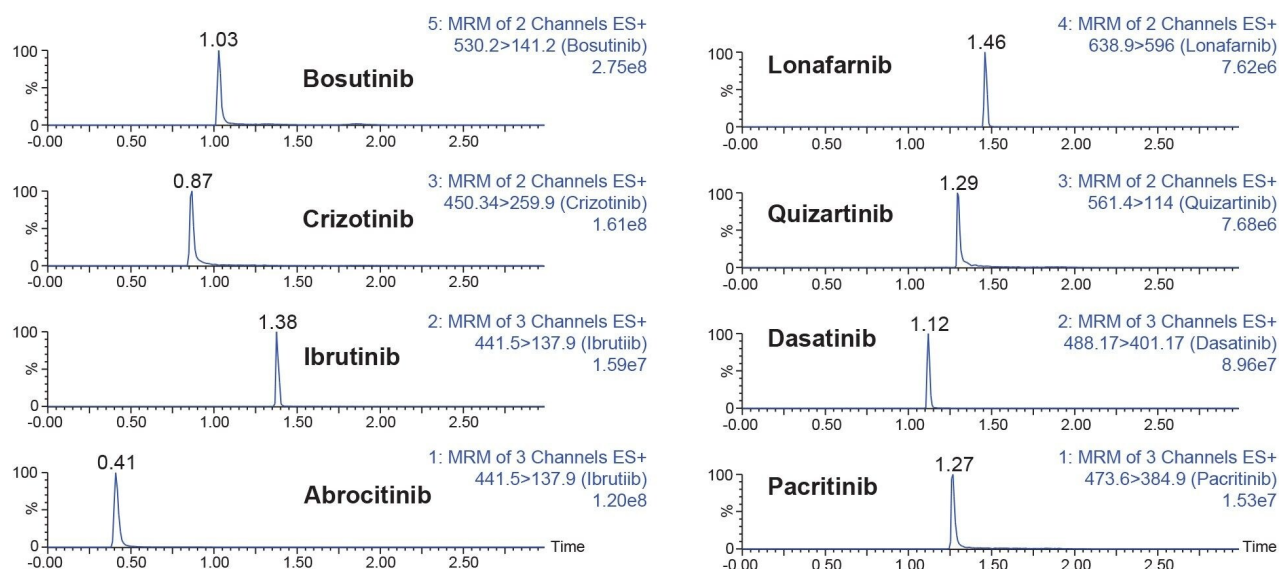 5: MRM of 2 Channels ES+
530.2>141.2 (Bosutinib)
2.75e8
1.03
100
%
0
Bosutinib
-0.00 0.50 1.00 1.50 2.00 2.50
3: MRM of 2 Channels ES+
450.34>259.9 (Crizotinib)
1.61e8
0.87
100
%
0
Crizotinib
-0.00 0.50 1.00 1.50 2.00 2.50
2: MRM of 3 Channels ES+
441.5>137.9 (Ibrutiib)
1.59e7
1.38
100
%
0
Ibrutinib
-0.00 0.50 1.00 1.50 2.00 2.50
1: MRM of 3 Channels ES+
441.5>137.9 (Ibrutiib)
1.20e8
0.41
100
%
0
Abrocitinib
Time
-0.00 0.50 1.00 1.50 2.00 2.50
4: MRM of 2 Channels ES+
638.9>596 (Lonafarnib)
7.62e6
1.46
100
%
0
Lonafarnib
-0.00 0.50 1.00 1.50 2.00 2.50
3: MRM of 2 Channels ES+
561.4>114 (Quizartinib)
7.68e6
1.29
100
%
0
Quizartinib
-0.00 0.50 1.00 1.50 2.00 2.50
2: MRM of 3 Channels ES+
488.17>401.17 (Dasatinib)
8.96e7
1.12
100
%
0
Dasatinib
-0.00 0.50 1.00 1.50 2.00 2.50
1: MRM of 3 Channels ES+
473.6>384.9 (Pacritinib)
1.53e7
1.27
100
%
0
Pacritinib
Time
-0.00 0.50 1.00 1.50 2.00 2.50